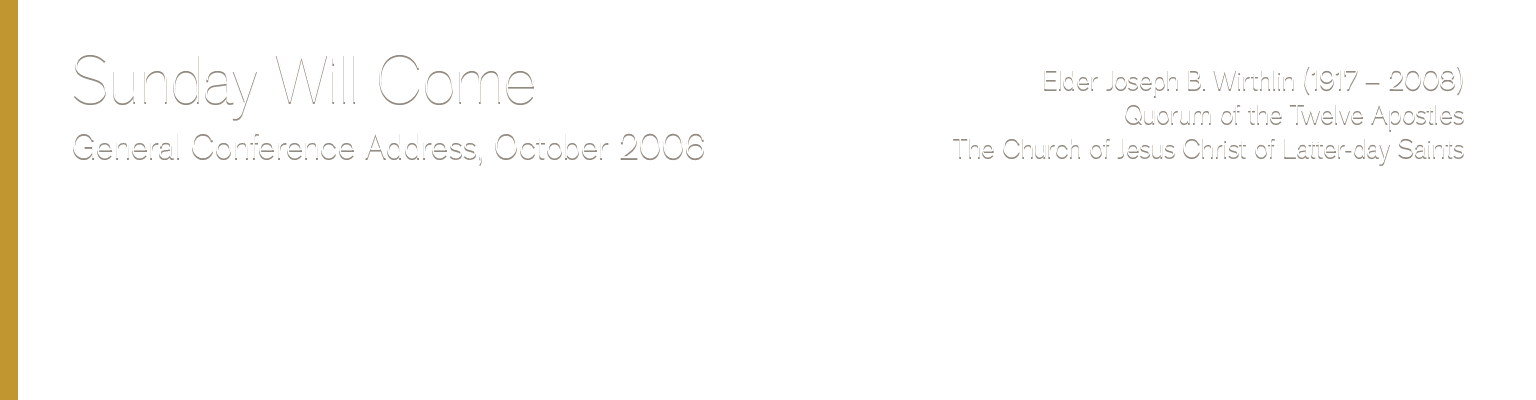 Sunday Will Come
General Conference Address, October 2006
Elder Joseph B. Wirthlin (1917 – 2008)
Quorum of the Twelve Apostles
The Church of Jesus Christ of Latter-day Saints